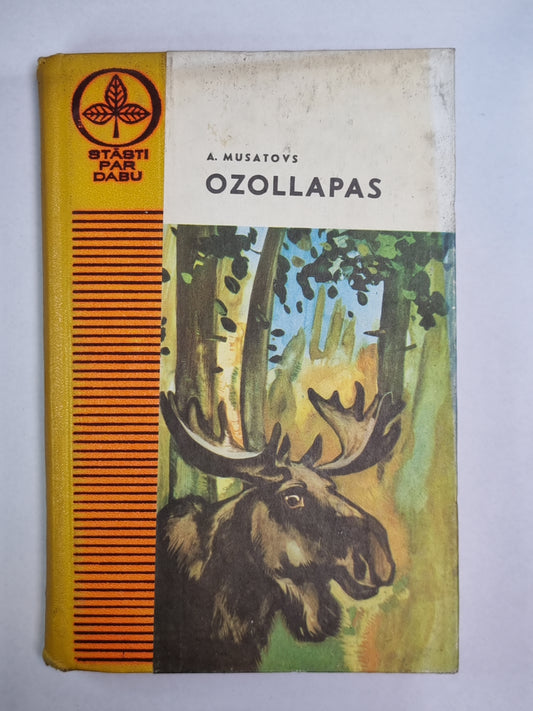 STĀSTI
PAR
DABU
A. MUSATOVS
OZOLLAPAS